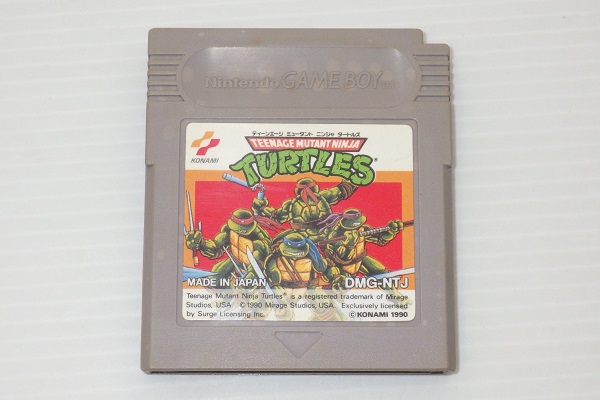 Nintendo GAME BOY TM
ティーンエージ ミュータント ニンジャ タートルズ
TEENAGE MUTANT NINJA
TURTLES®
KONAMI
MADE IN JAPAN DMG-NTJ
Teenage Mutant Ninja Turtles® is a registered trademark of Mirage
Studios, USA. ©1990 Mirage Studios, USA. Exclusively licensed
by Surge Licensing Inc.
©KONAMI 1990